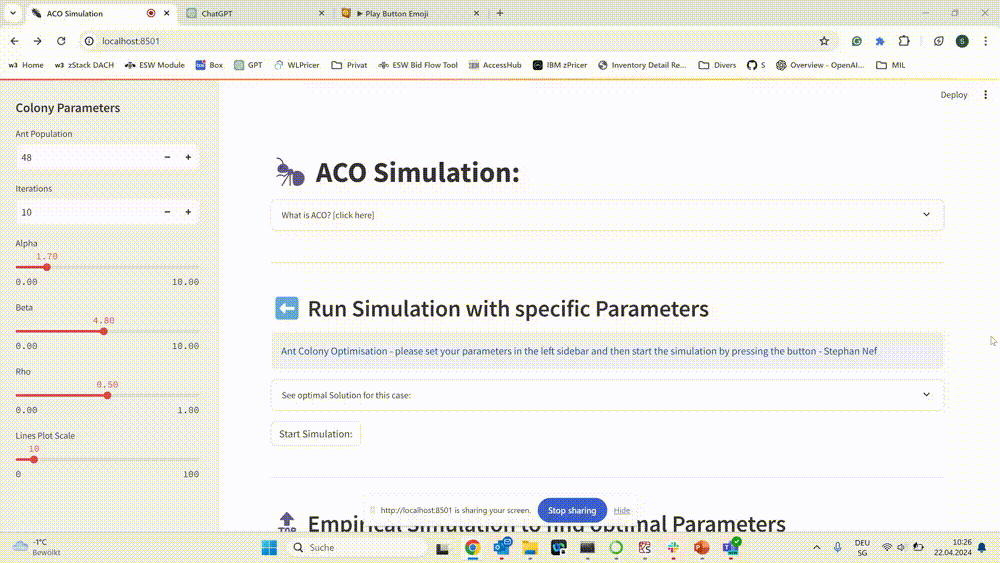 ACO Simulation
ChatGPT
▶ Play Button Emoji
localhost:8501
S
w3 Home
w3 zStack DACH
ESW Module
Box
GPT
WLPricer
Privat
ESW Bid Flow Tool
AccessHub
IBM zPricer
Inventory Detail Re...
Divers
S
Overview - OpenAI...
MIL
Deploy
Colony Parameters
Ant Population
48
Iterations
10
Alpha
1.70
0.00 10.00
Beta
4.80
0.00 10.00
Rho
0.50
0.00 1.00
Lines Plot Scale
10
0 100
ACO Simulation:
What is ACO? [click here]
Run Simulation with specific Parameters
Ant Colony Optimisation - please set your parameters in the left sidebar and then start the simulation by pressing the button - Stephan Nef
See optimal Solution for this case:
Start Simulation:
TOP
Empirical Simulation to find optimal Parameters
http://localhost:8501 is sharing your screen.
Stop sharing
Hide
-1°C
Bewölkt
Suche
DEU
SG
10:26
22.04.2024